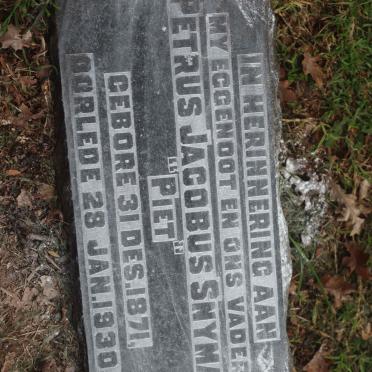 IN HERINNERING AAN
MY EGGENOOT EN ONS VADER
PETRUS JACOBUS SNYMA
"PIET"
GEBORE 31 DES. 1871,
OORLEDE 28 JAN. 1930